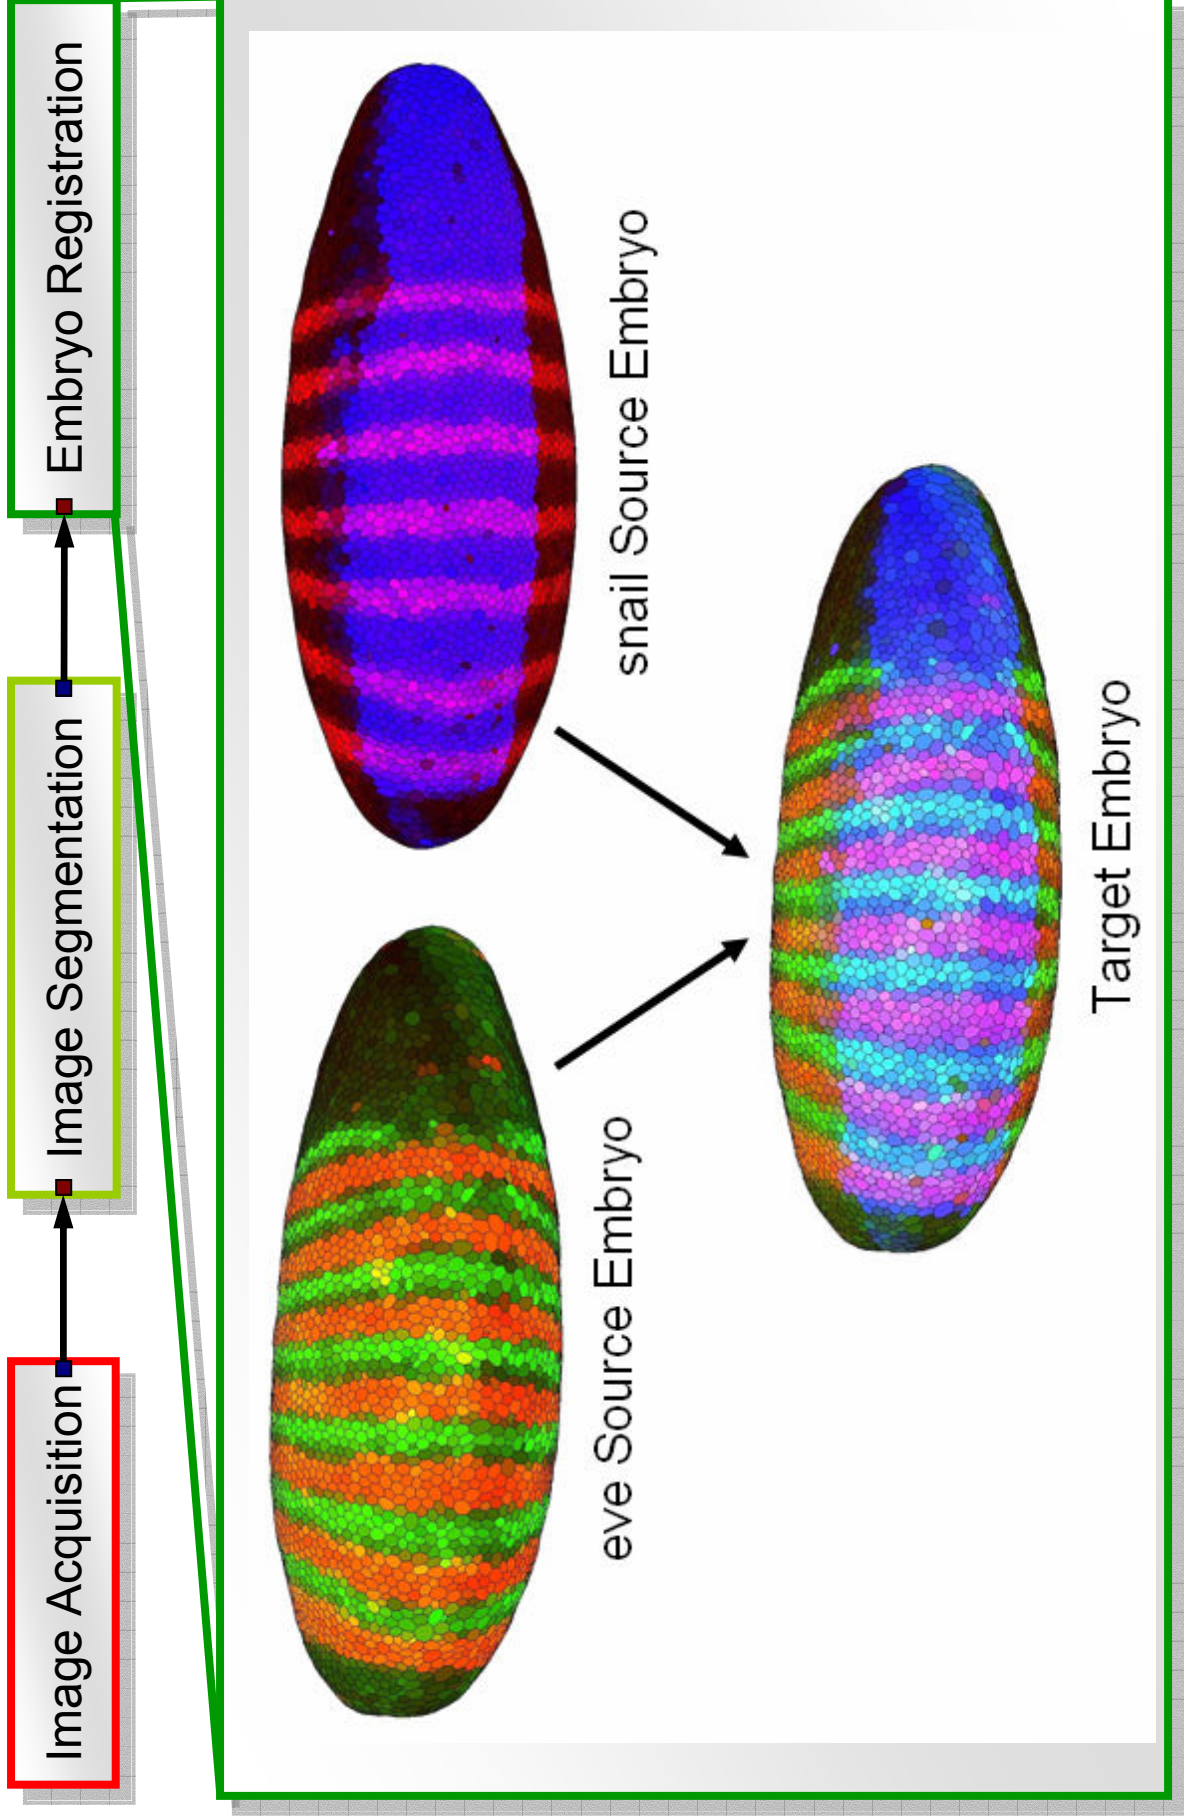 Image Acquisition
Image Segmentation
Embryo Registration
eve Source Embryo
snail Source Embryo
Target Embryo